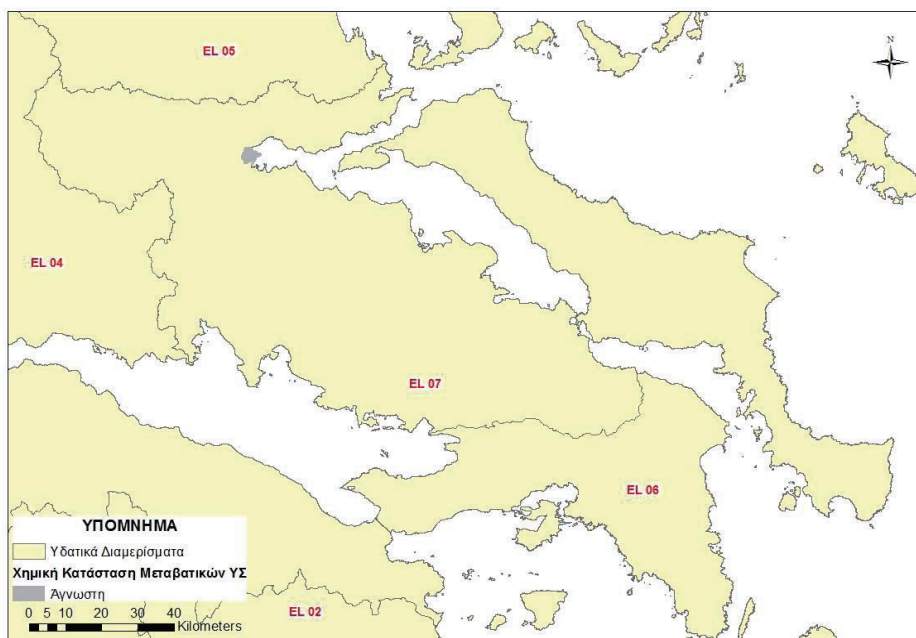 EL 05
N
EL 04
EL 07
EL 06
ΥΠΟΜΝΗΜΑ
Υδατικά Διαμερίσματα
Χημική Κατάσταση Μεταβατικών ΥΣ
Άγνωστη
0 5 10 20 30 40
Kilometers
EL 02